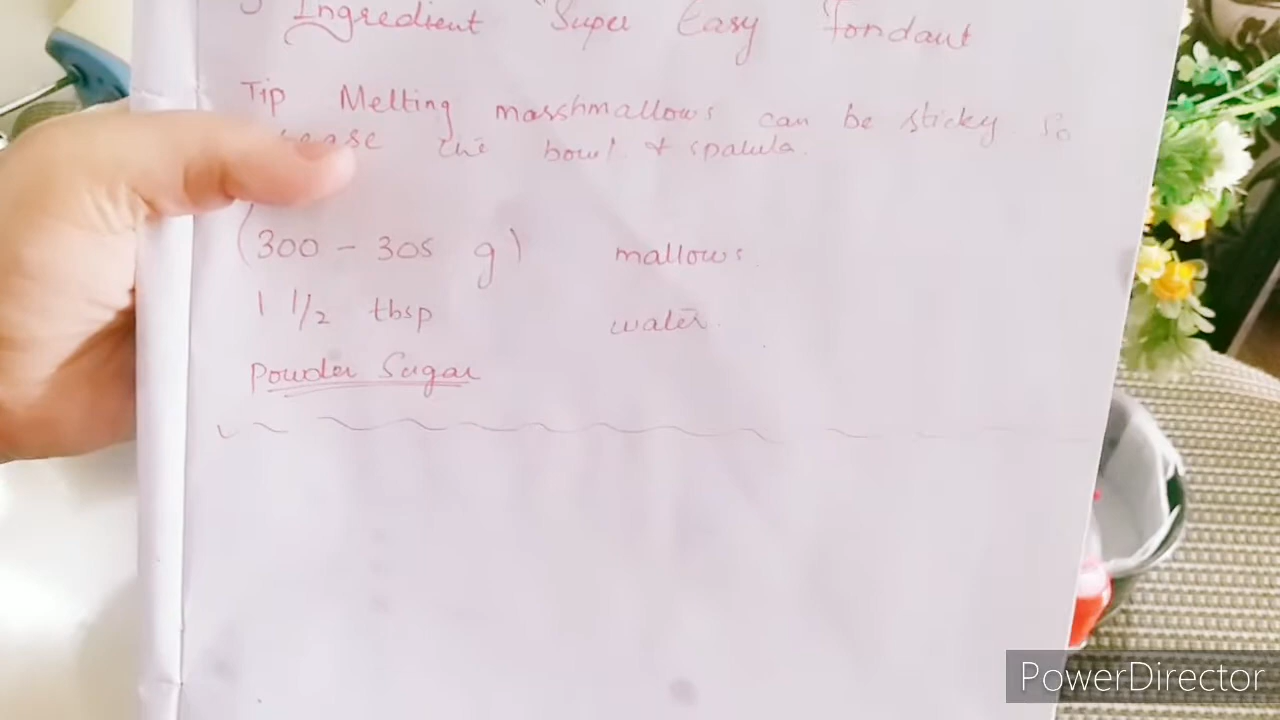 Ingredient "Super Easy fondant
Tip Melting marshmallows can be sticky So
the bowl & spatula.
(300 - 305 g) mallows.
1 1/2 tbsp water.
Powder Sugar
PowerDirector